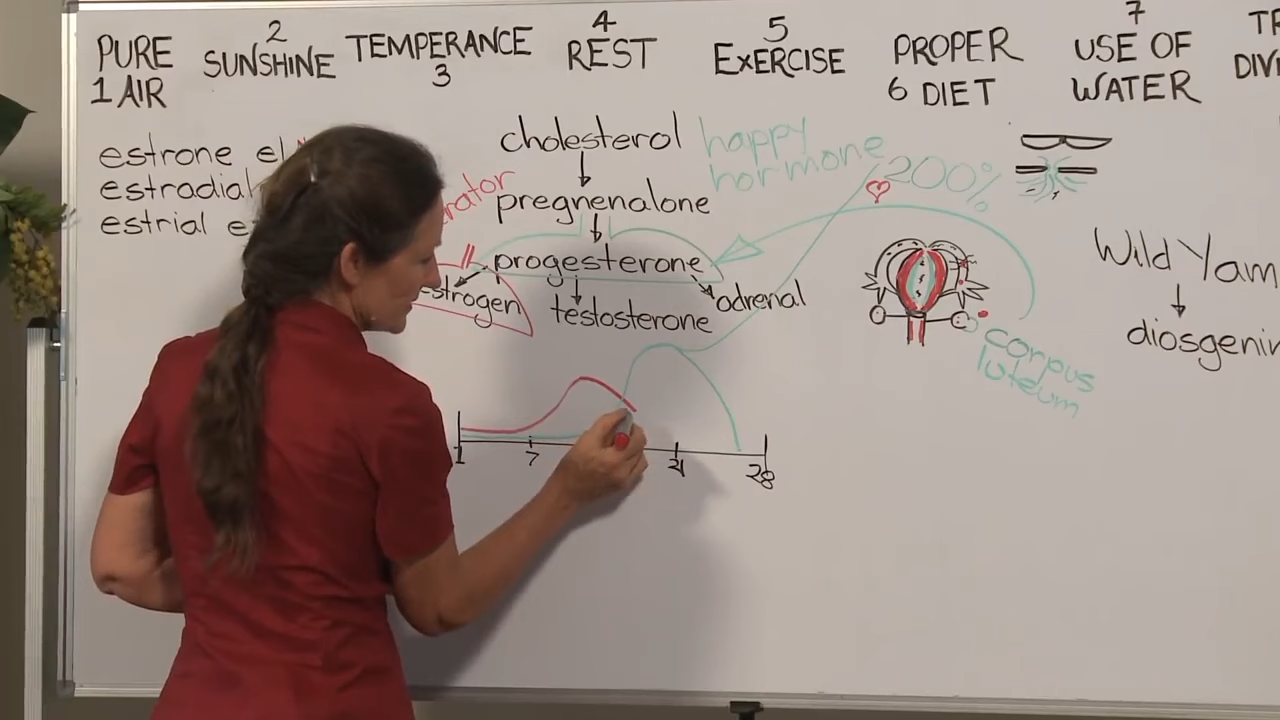 PURE
1 AIR
2
SUNSHINE
TEMPERANCE
3
4
REST
5
EXERCISE
PROPER
6 DIET
7
USE OF
WATER
estrone
estradial
estrial
cholesterol
pregnenalone
progesterone
estrogen
testosterone
adrenal
happy
hormone
200%
corpus
luteum
Wild Yam
diosgenin
1
7
21
28